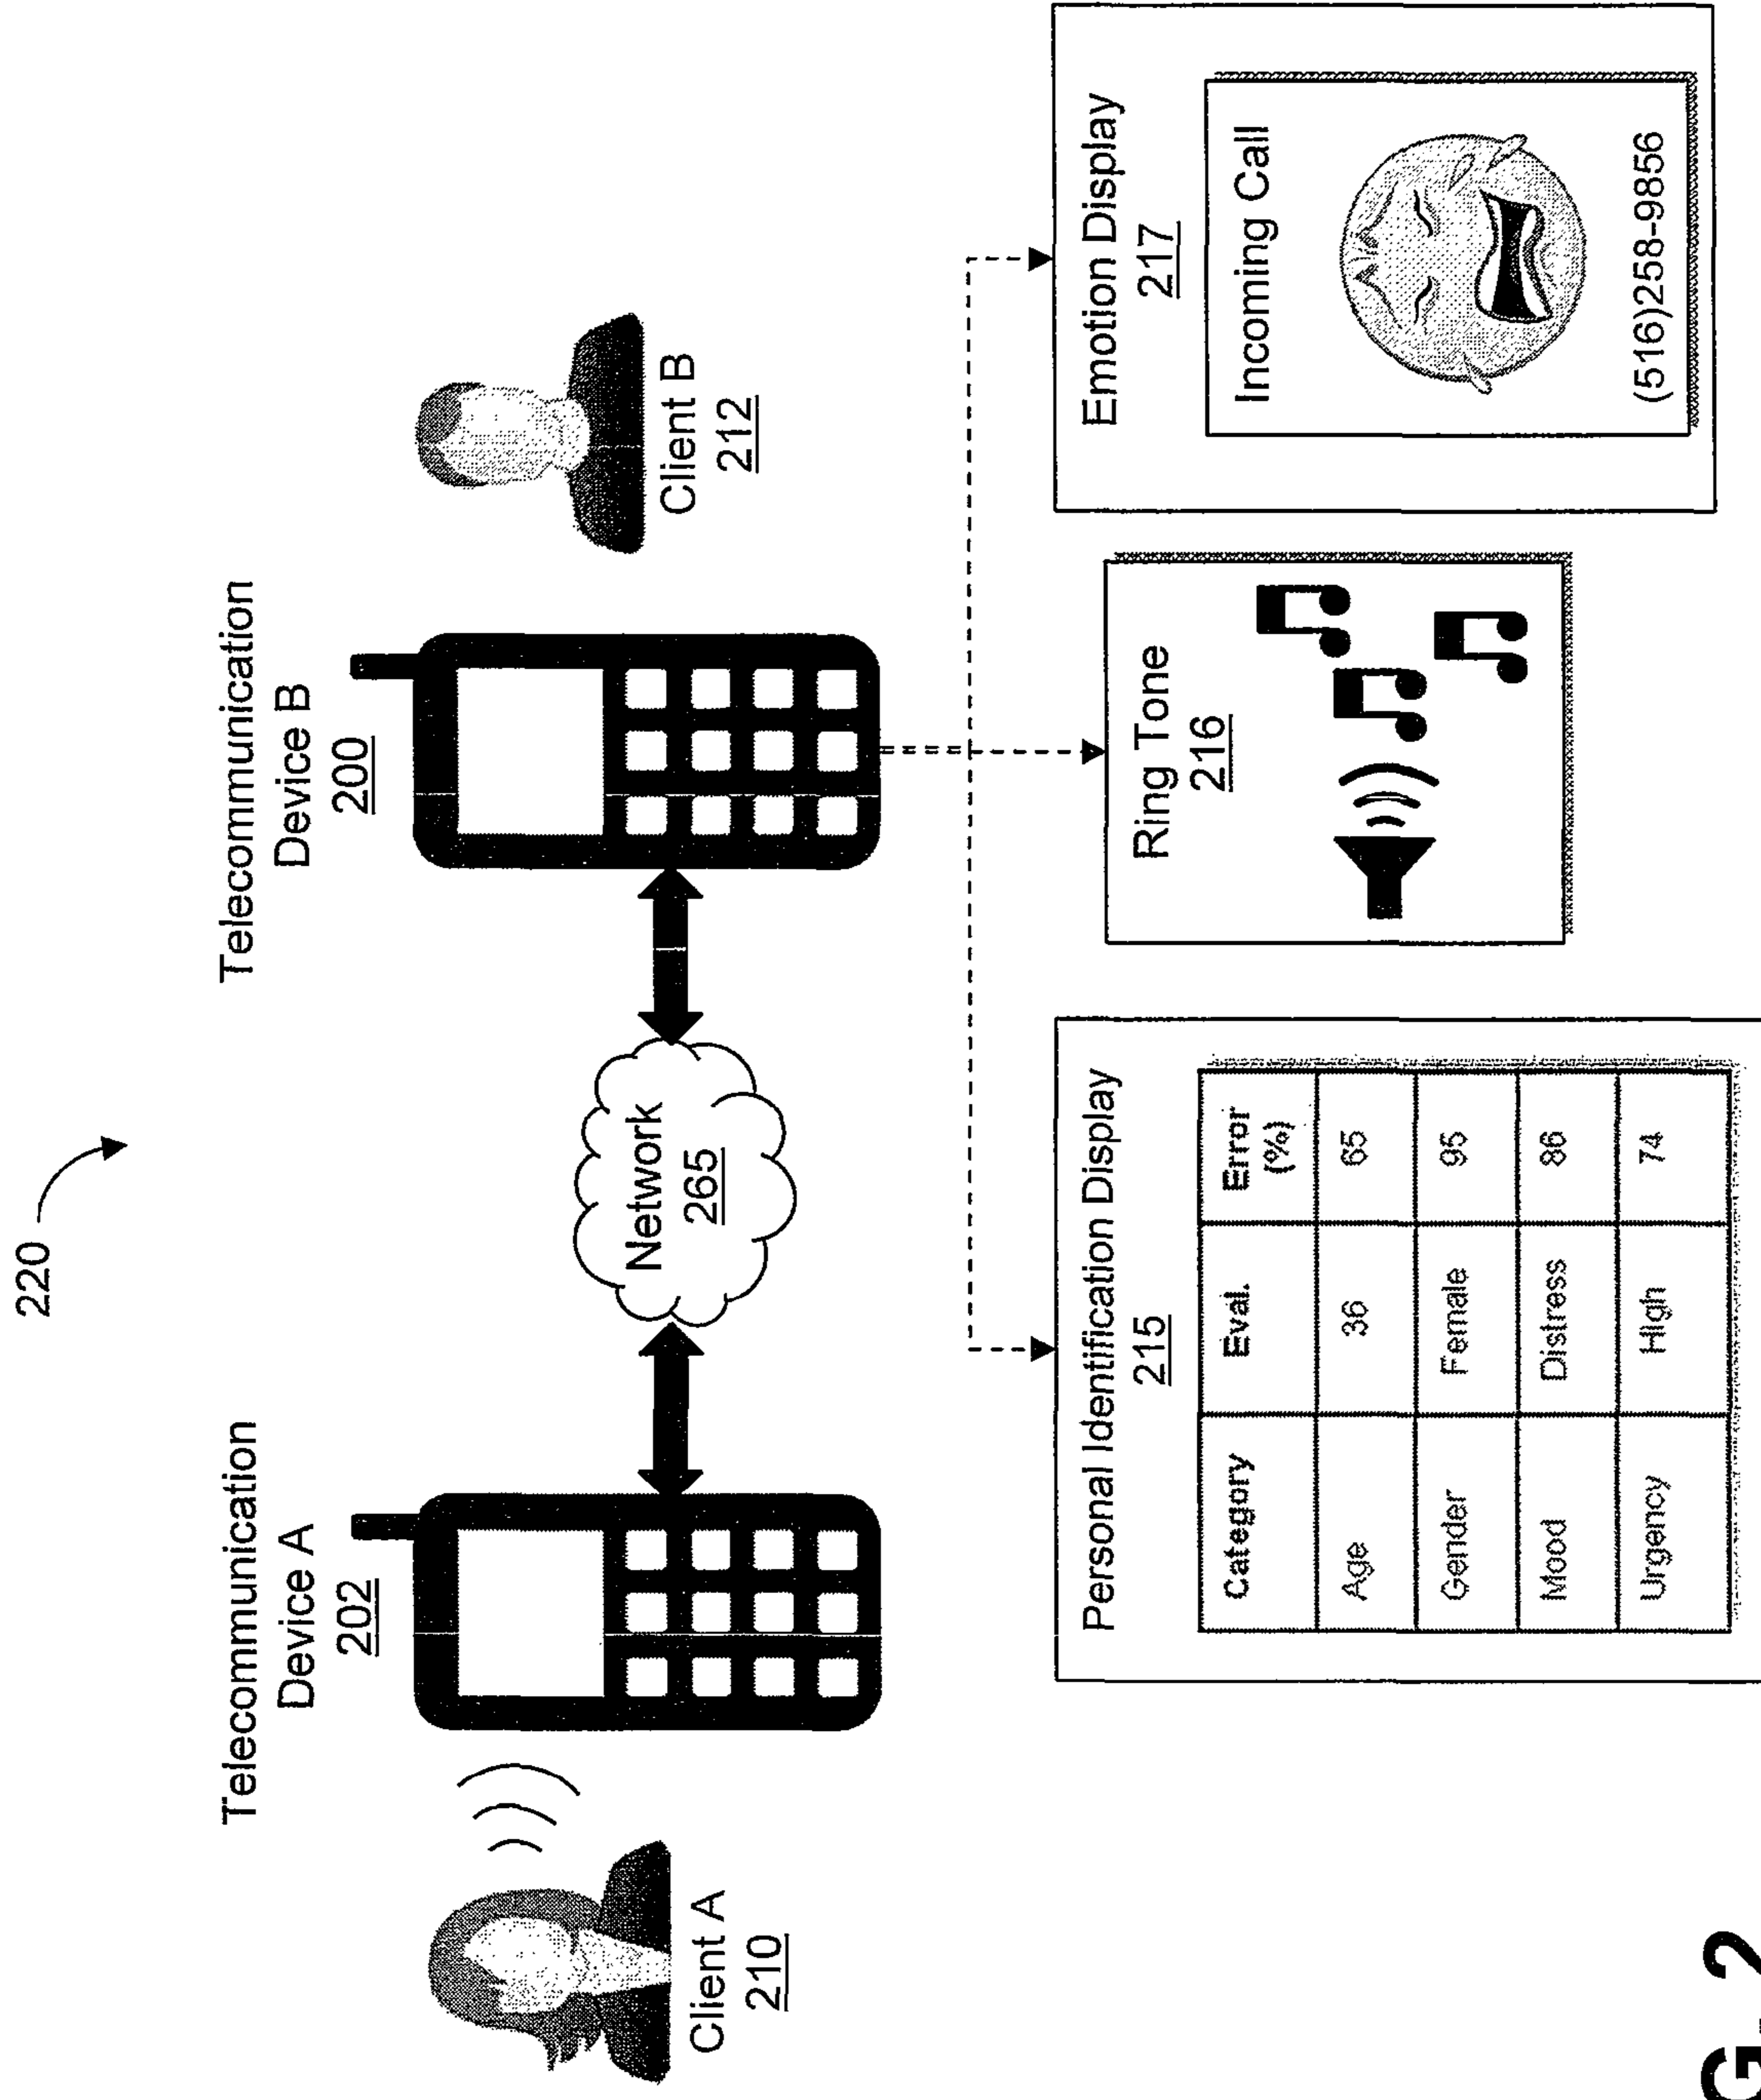 220
Telecommunication
Device A
202
Telecommunication
Device B
200
Client A
210
Network
265
Client B
212
Personal Identification Display
215
Category Eval. Error
(%)
Age 36 65
Gender Female 95
Mood Distress 86
Urgency High 74
Ring Tone
216
Emotion Display
217
Incoming Call
(516)258-9856
G. 2